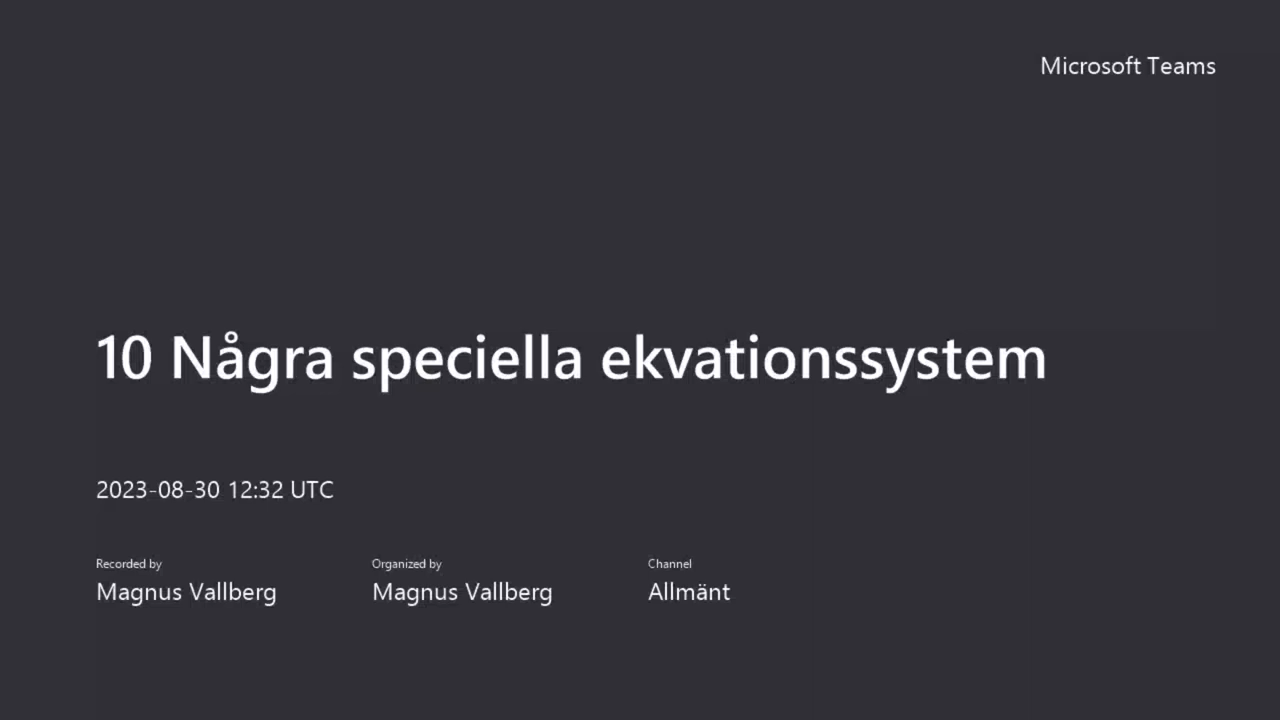 Microsoft Teams
10 Några speciella ekvationssystem
2023-08-30 12:32 UTC
Recorded by
Magnus Vallberg
Organized by
Magnus Vallberg
Channel
Allmänt